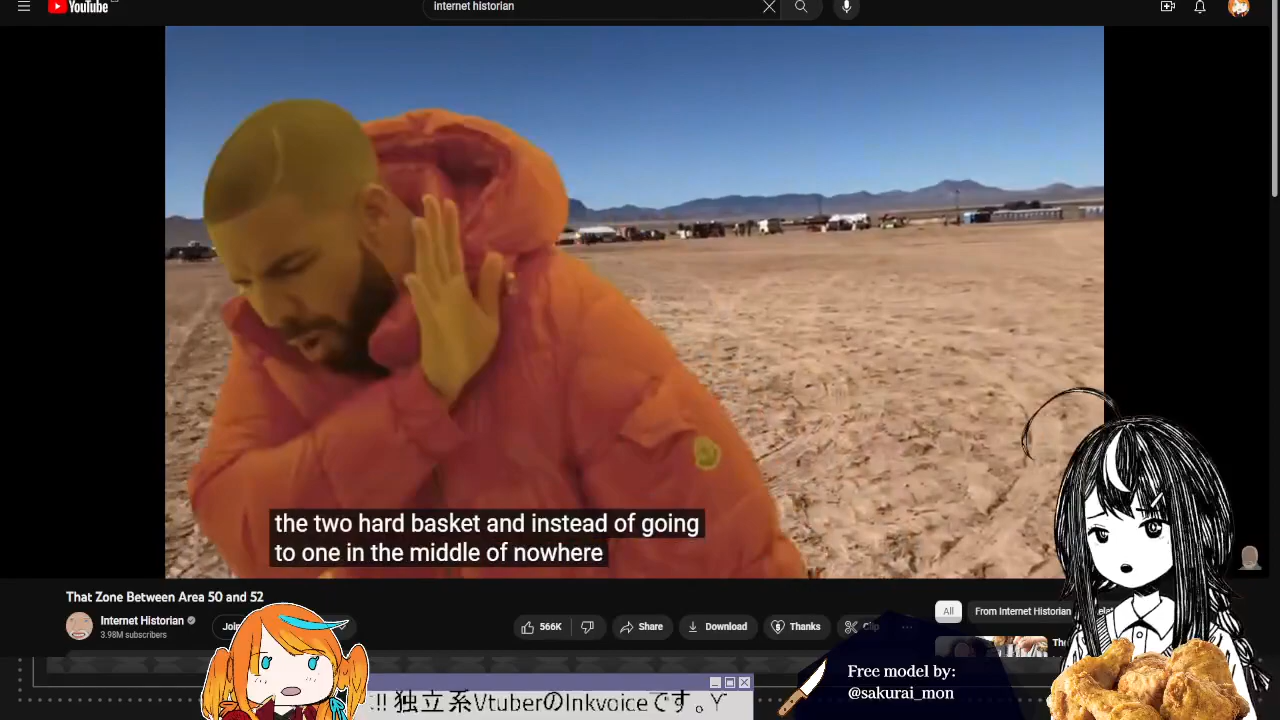 YouTube
internet historian
the two hard basket and instead of going
to one in the middle of nowhere
That Zone Between Area 50 and 52
Internet Historian
3.98M subscribers
566K
Share
Download
Thanks
Clip
All
From Internet Historian
Free model by:
@sakurai_mon
!! 独立系VtuberのInkvoiceです。Y